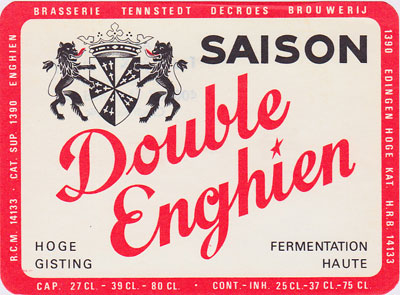 BRASSERIE TENNSTEDT DECROES BROUWERIJ
R.C.M. 14133 CAT. SUP. 1390 ENGHIEN
1390 EDINGEN HOGE KAT. H.R.B. 14133
SAISON
Double
Enghien
HOGE
GISTING
FERMENTATION
HAUTE
CAP. 27 CL. - 39 CL. - 80 CL. • CONT.-INH. 25 CL.-37 CL-75 CL.